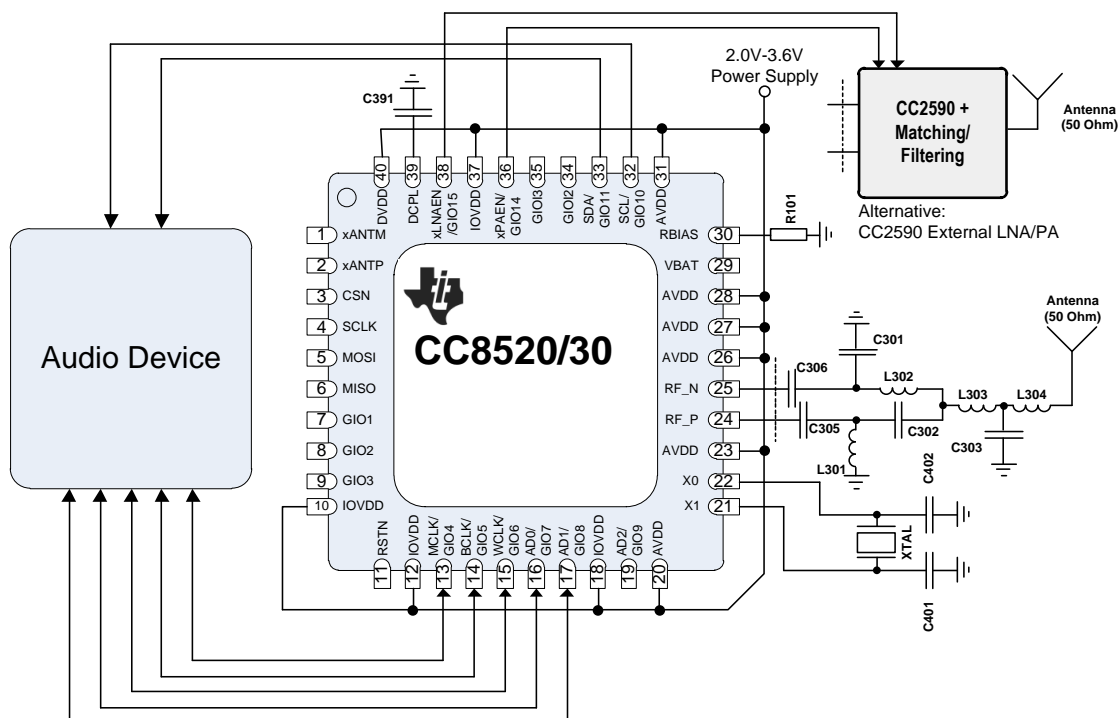 2.0V-3.6V
Power Supply
C391
CC2590 +
Matching/
Filtering
Antenna
(50 Ohm)
Alternative:
CC2590 External LNA/PA
40
39
38
37
36
35
34
33
32
31
DVDD
DCPL
xLNAEN
/GIO15
IOVDD
xPAEN/
GIO14
GIOI3
GIOI2
SDA/
GIO11
SCL/
GIO10
AVDD
R101
1 xANTM
2 xANTP
3 CSN
4 SCLK
5 MOSI
6 MISO
7 GIO1
8 GIO2
9 GIO3
10 IOVDD
Audio Device
ti
CC8520/30
RBIAS 30
VBAT 29
AVDD 28
AVDD 27
AVDD 26
RF_N 25
RF_P 24
AVDD 23
X0 22
X1 21
Antenna
(50 Ohm)
C301
C306
L302
L303
L304
C305
C302
C303
L301
C402
XTAL
C401
RSTN
IOVDD
MCLK/
GIO4
BCLK/
GIO5
WCLK/
GIO6
AD0/
GIO7
AD1/
GIO8
IOVDD
AD2/
GIO9
AVDD
11
12
13
14
15
16
17
18
19
20